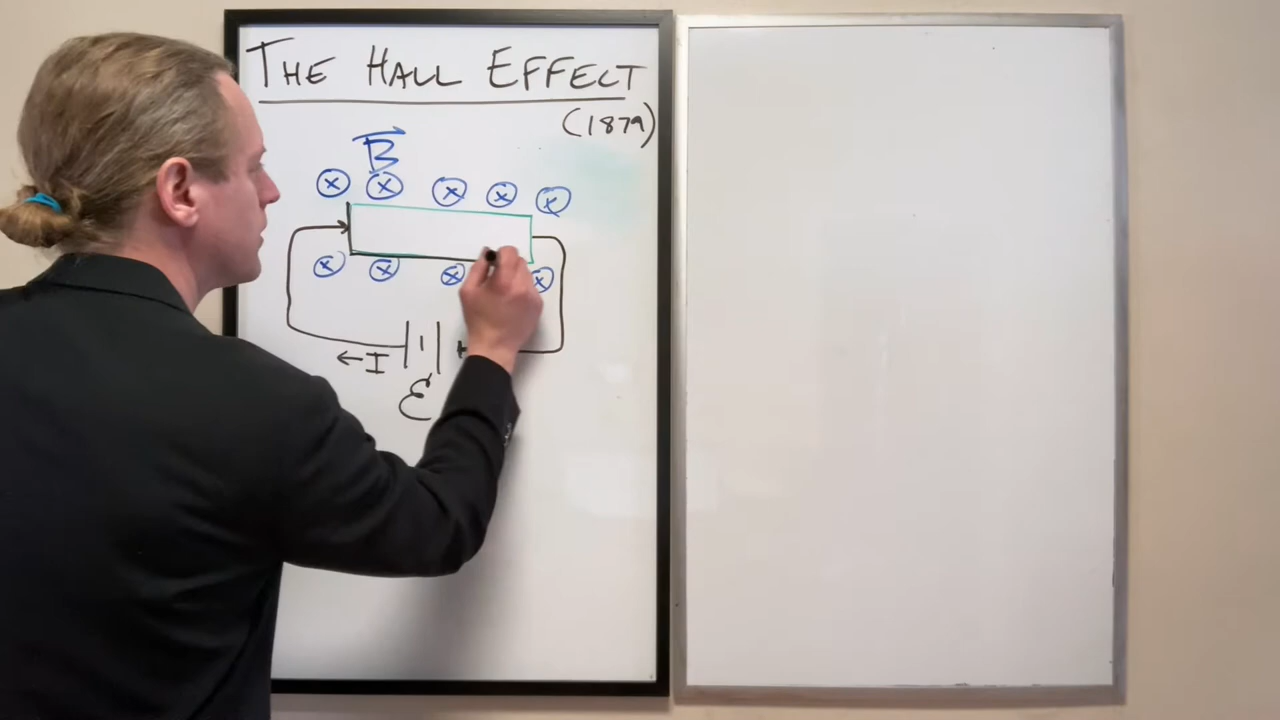 THE HALL EFFECT
(1879)
B
← I
ℰ